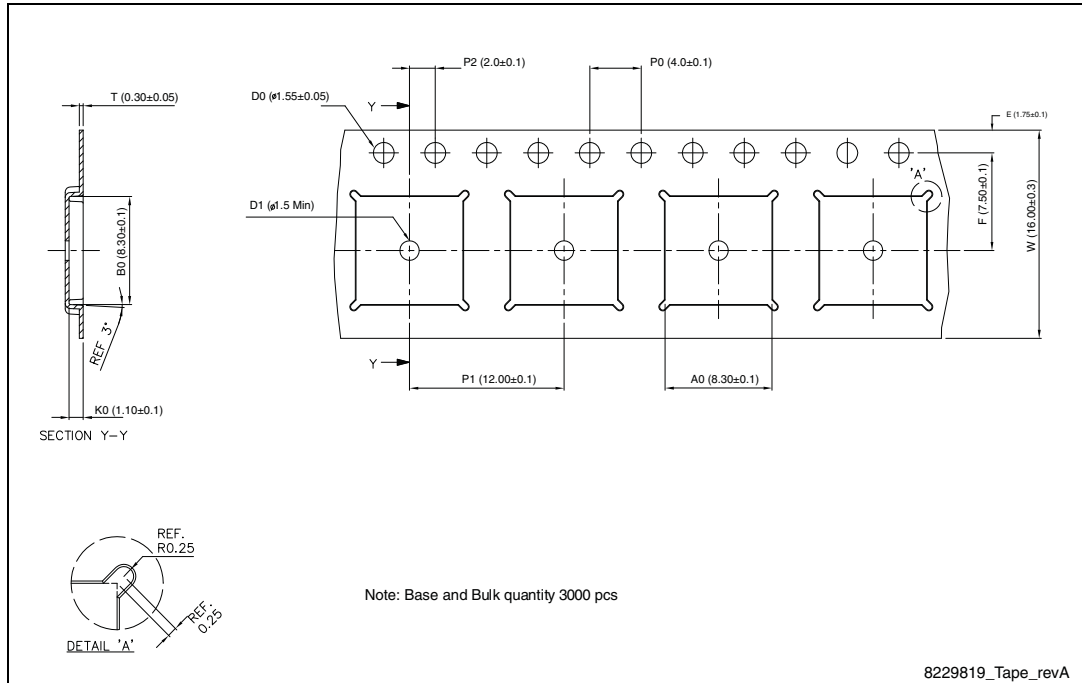 P2 (2.0±0.1)
P0 (4.0±0.1)
T (0.30±0.05)
D0 (ø1.55±0.05)
Y
E (1.75±0.1)
'A'
F (7.50±0.1)
W (16.00±0.3)
D1 (ø1.5 Min)
B0 (8.30±0.1)
REF 3°
Y
P1 (12.00±0.1)
A0 (8.30±0.1)
K0 (1.10±0.1)
SECTION Y-Y
REF.
R0.25
REF.
0.25
DETAIL 'A'
Note: Base and Bulk quantity 3000 pcs
8229819_Tape_revA